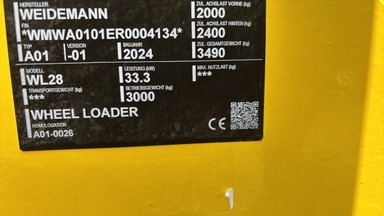 HERSTELLER
WEIDEMANN
ZUL. ACHSLAST VORNE [kg]
2000
FIN
*WMWA0101ER0004134*
ZUL. ACHSLAST HINTEN [kg]
2400
TYP
A01
-01
BAUJAHR
2024
ZUL. GESAMTGEWICHT [kg]
3490
MODELL
WL28
LEISTUNG [kW]
33.3
MAX. NUTZLAST [kg]
***
TRANSPORTGEWICHT [kg]
***
BETRIEBSGEWICHT [kg]
3000
WHEEL LOADER
HOMOLOGATION
A01-0026
CE